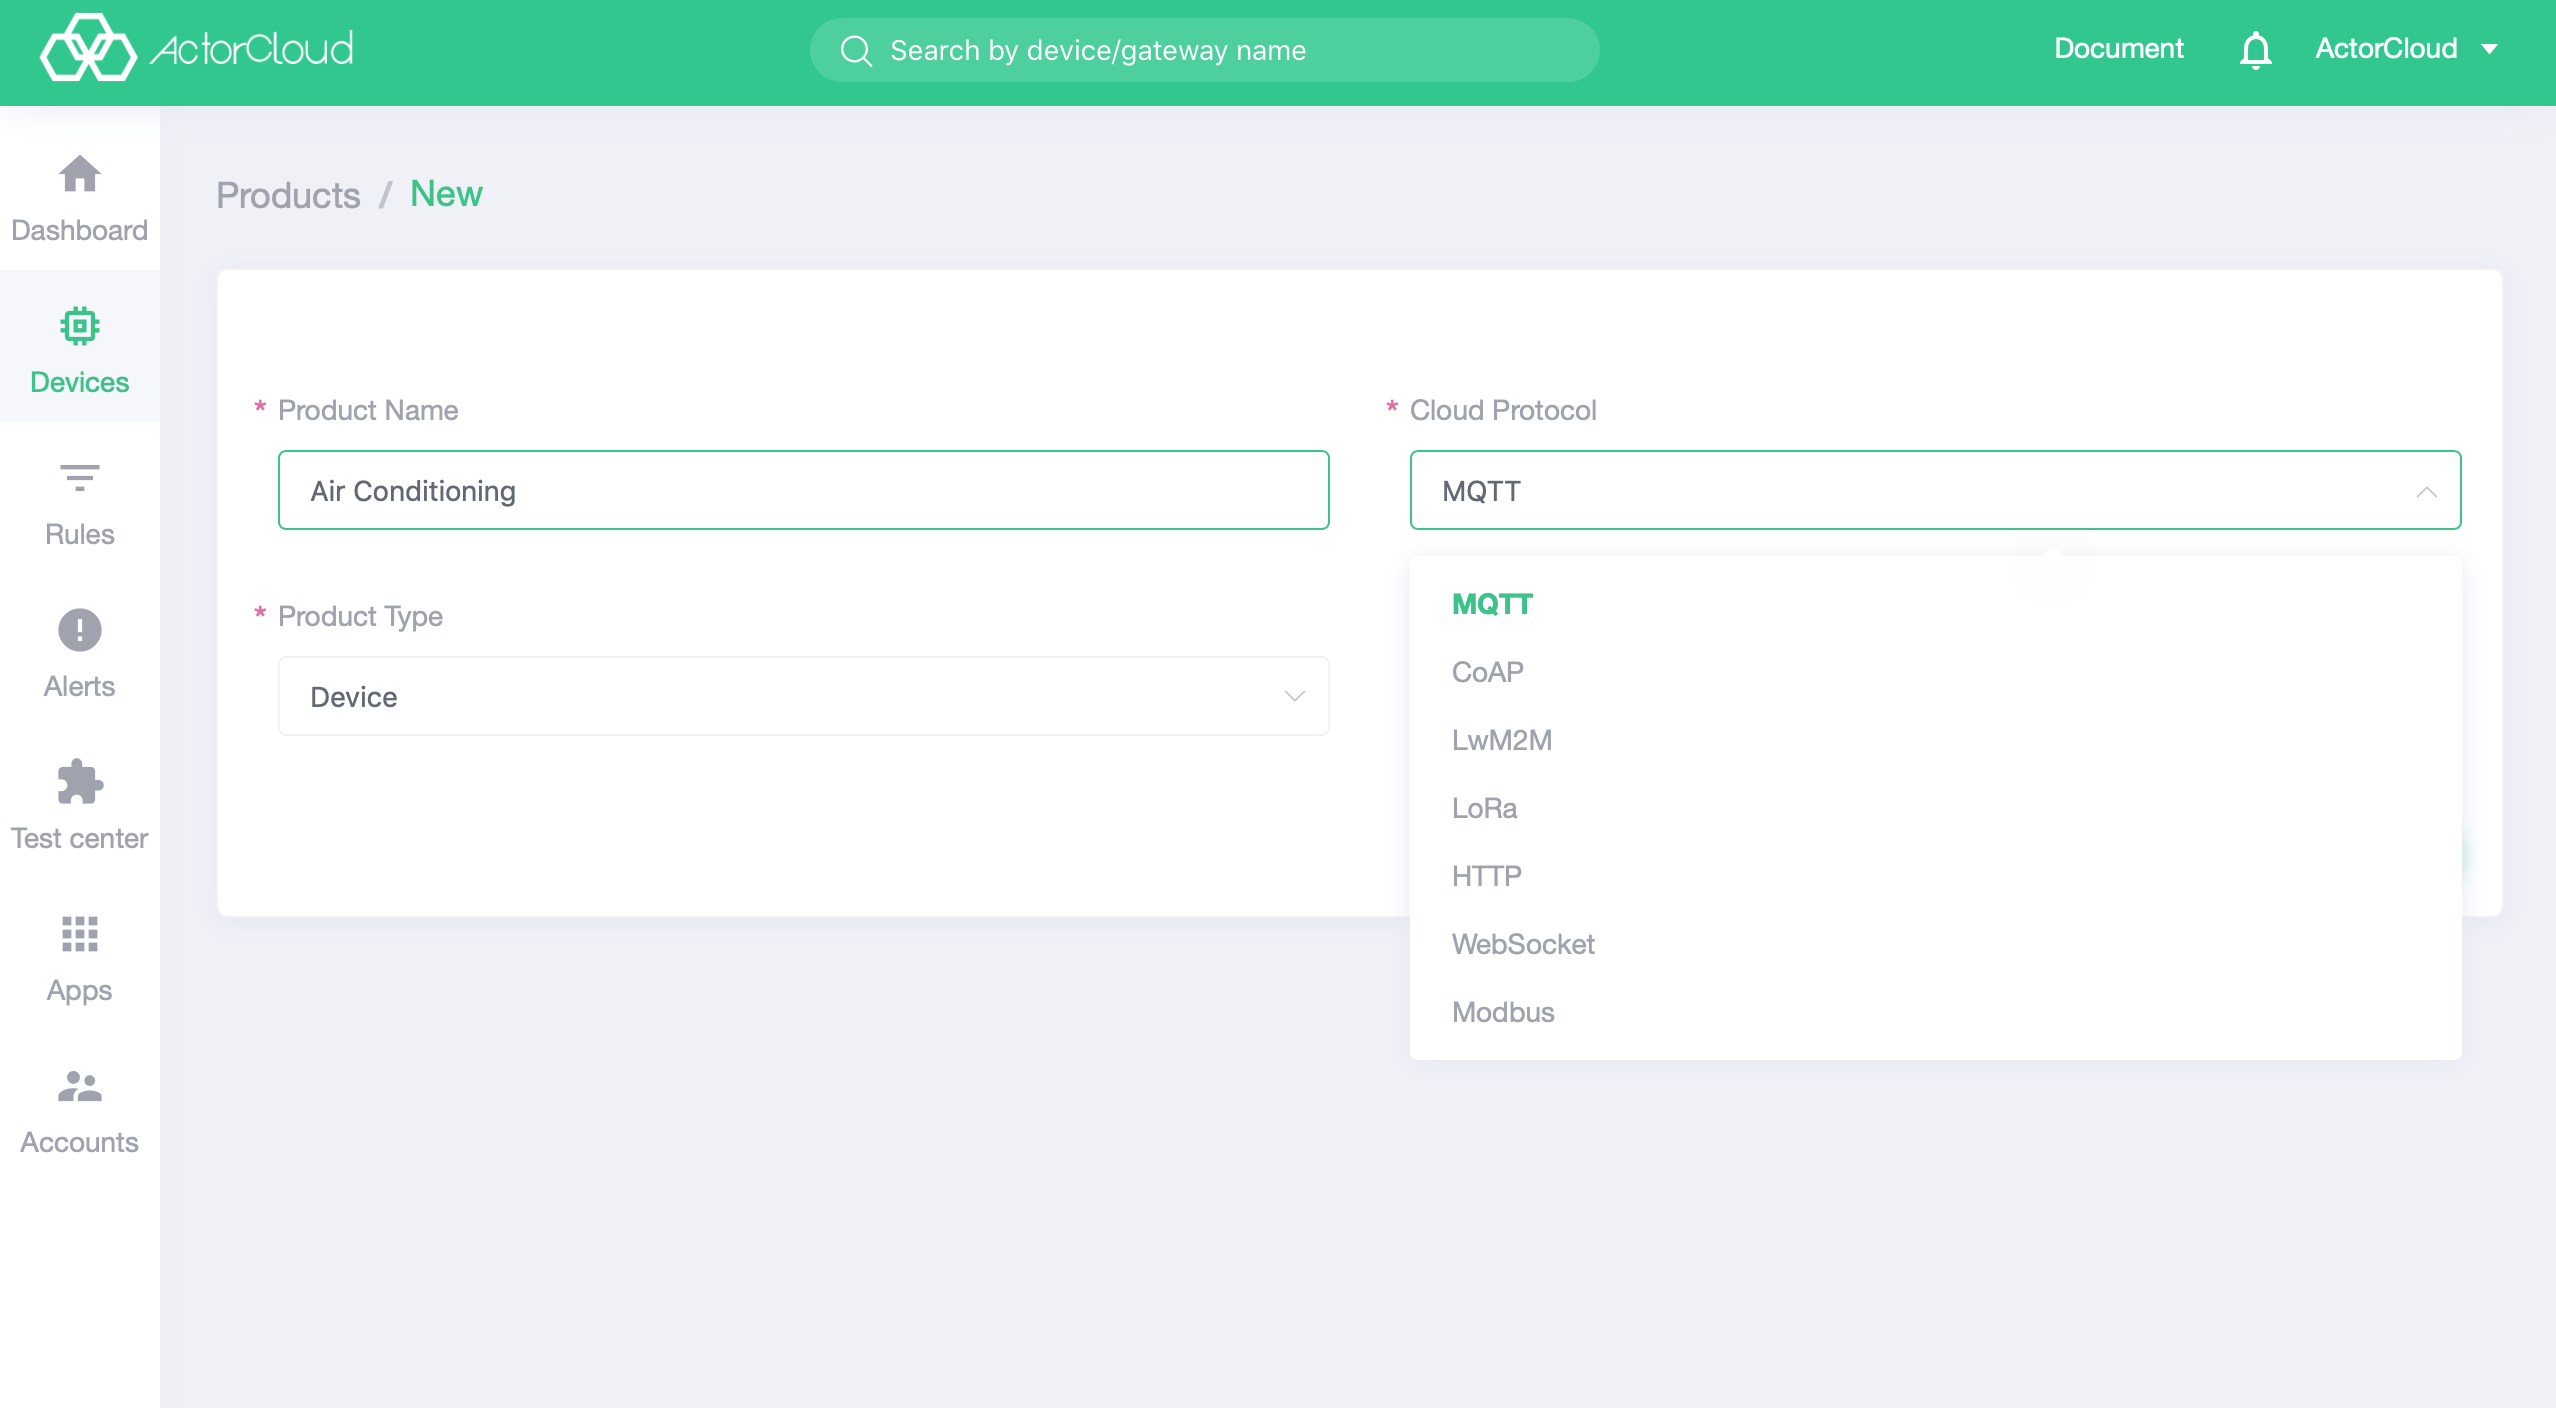 ActorCloud
Search by device/gateway name
Document
ActorCloud
Dashboard
Devices
Rules
Alerts
Test center
Apps
Accounts
Products / New
* Product Name
Air Conditioning
* Cloud Protocol
MQTT
* Product Type
Device
MQTT
CoAP
LwM2M
LoRa
HTTP
WebSocket
Modbus